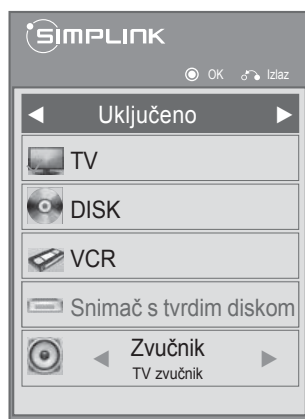 SIMPLINK
OK Izlaz
Uključeno
TV
DISK
VCR
Snimač s tvrdim diskom
Zvučnik
TV zvučnik